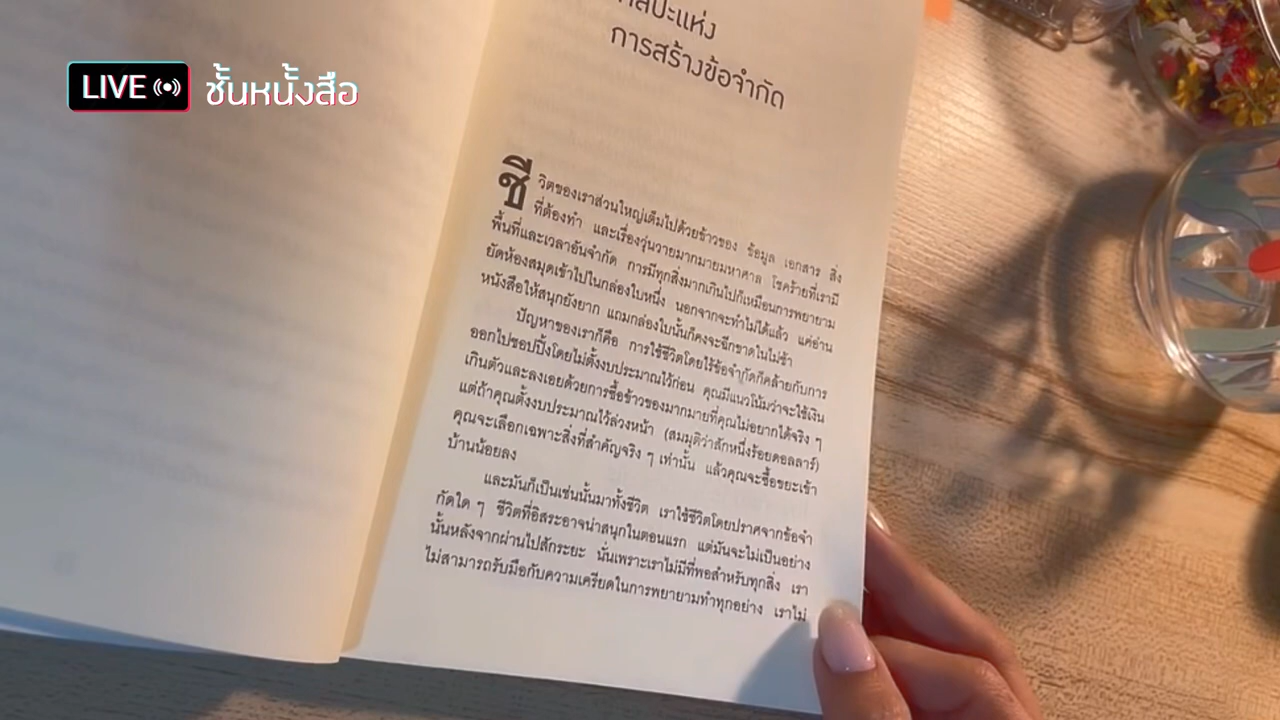 LIVE ชั้นหนังสือ
ศิลปะแห่ง
การสร้างข้อจำกัด
ชีวิตของเราส่วนใหญ่เต็มไปด้วยข้าวของ ข้อมูล เอกสาร สิ่ง
ที่ต้องทำ และเรื่องวุ่นวายมากมายมหาศาล โชคร้ายที่เรามี
พื้นที่และเวลาอันจำกัด การมีทุกสิ่งมากเกินไปก็เหมือนการพยายาม
ยัดห้องสมุดเข้าไปในกล่องใบหนึ่ง นอกจากจะทำไม่ได้แล้ว แค่อ่าน
หนังสือให้สนุกยังยาก แถมกล่องใบนั้นก็คงจะฉีกขาดในไม่ช้า
ปัญหาของเราก็คือ การใช้ชีวิตโดยไร้ข้อจำกัดก็คล้ายกับการ
ออกไปชอปปิ้งโดยไม่ตั้งงบประมาณไว้ก่อน คุณมีแนวโน้มว่าจะใช้เงิน
เกินตัวและลงเอยด้วยการซื้อข้าวของมากมายที่คุณไม่อยากได้จริง ๆ
แต่ถ้าคุณตั้งงบประมาณไว้ล่วงหน้า (สมมุติว่าสักหนึ่งร้อยดอลลาร์)
คุณจะเลือกเฉพาะสิ่งที่สำคัญจริง ๆ เท่านั้น แล้วคุณจะซื้อขยะเข้า
บ้านน้อยลง
และมันก็เป็นเช่นนั้นมาทั้งชีวิต เราใช้ชีวิตโดยปราศจากข้อจำ
กัดใด ๆ ชีวิตที่อิสระอาจน่าสนุกในตอนแรก แต่มันจะไม่เป็นอย่าง
นั้นหลังจากผ่านไปสักระยะ นั่นเพราะเราไม่มีที่พอสำหรับทุกสิ่ง เรา
ไม่สามารถรับมือกับความเครียดในการพยายามทำทุกอย่าง เราไม่